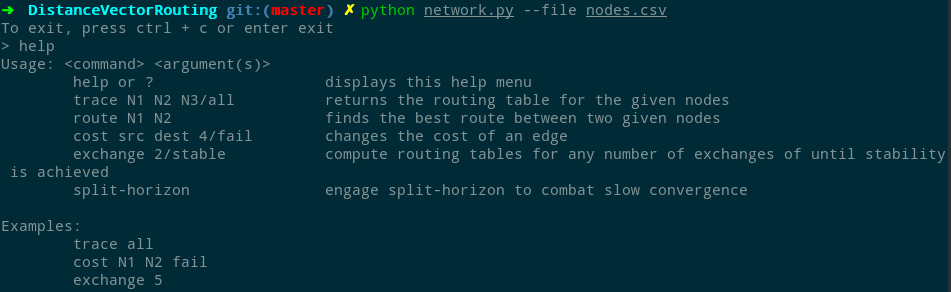 ➜  DistanceVectorRouting git:(master) ✗ python network.py --file nodes.csv
To exit, press ctrl + c or enter exit
> help
Usage: <command> <argument(s)>
        help or ?                   displays this help menu
        trace N1 N2 N3/all          returns the routing table for the given nodes
        route N1 N2                 finds the best route between two given nodes
        cost src dest 4/fail        changes the cost of an edge
        exchange 2/stable           compute routing tables for any number of exchanges of until stability
 is achieved
        split-horizon               engage split-horizon to combat slow convergence

Examples:
        trace all
        cost N1 N2 fail
        exchange 5